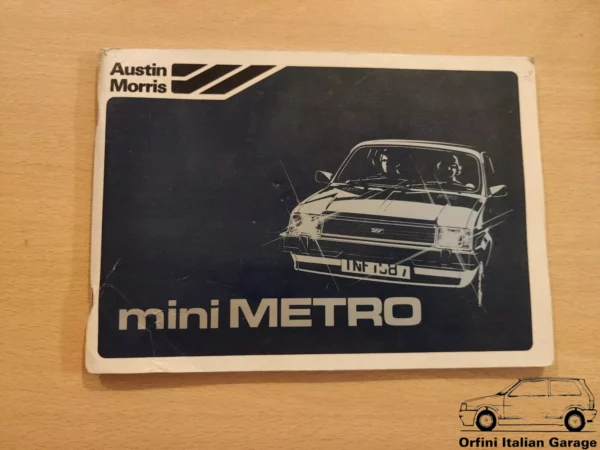 Austin
Morris
mini METRO
Orfini Italian Garage